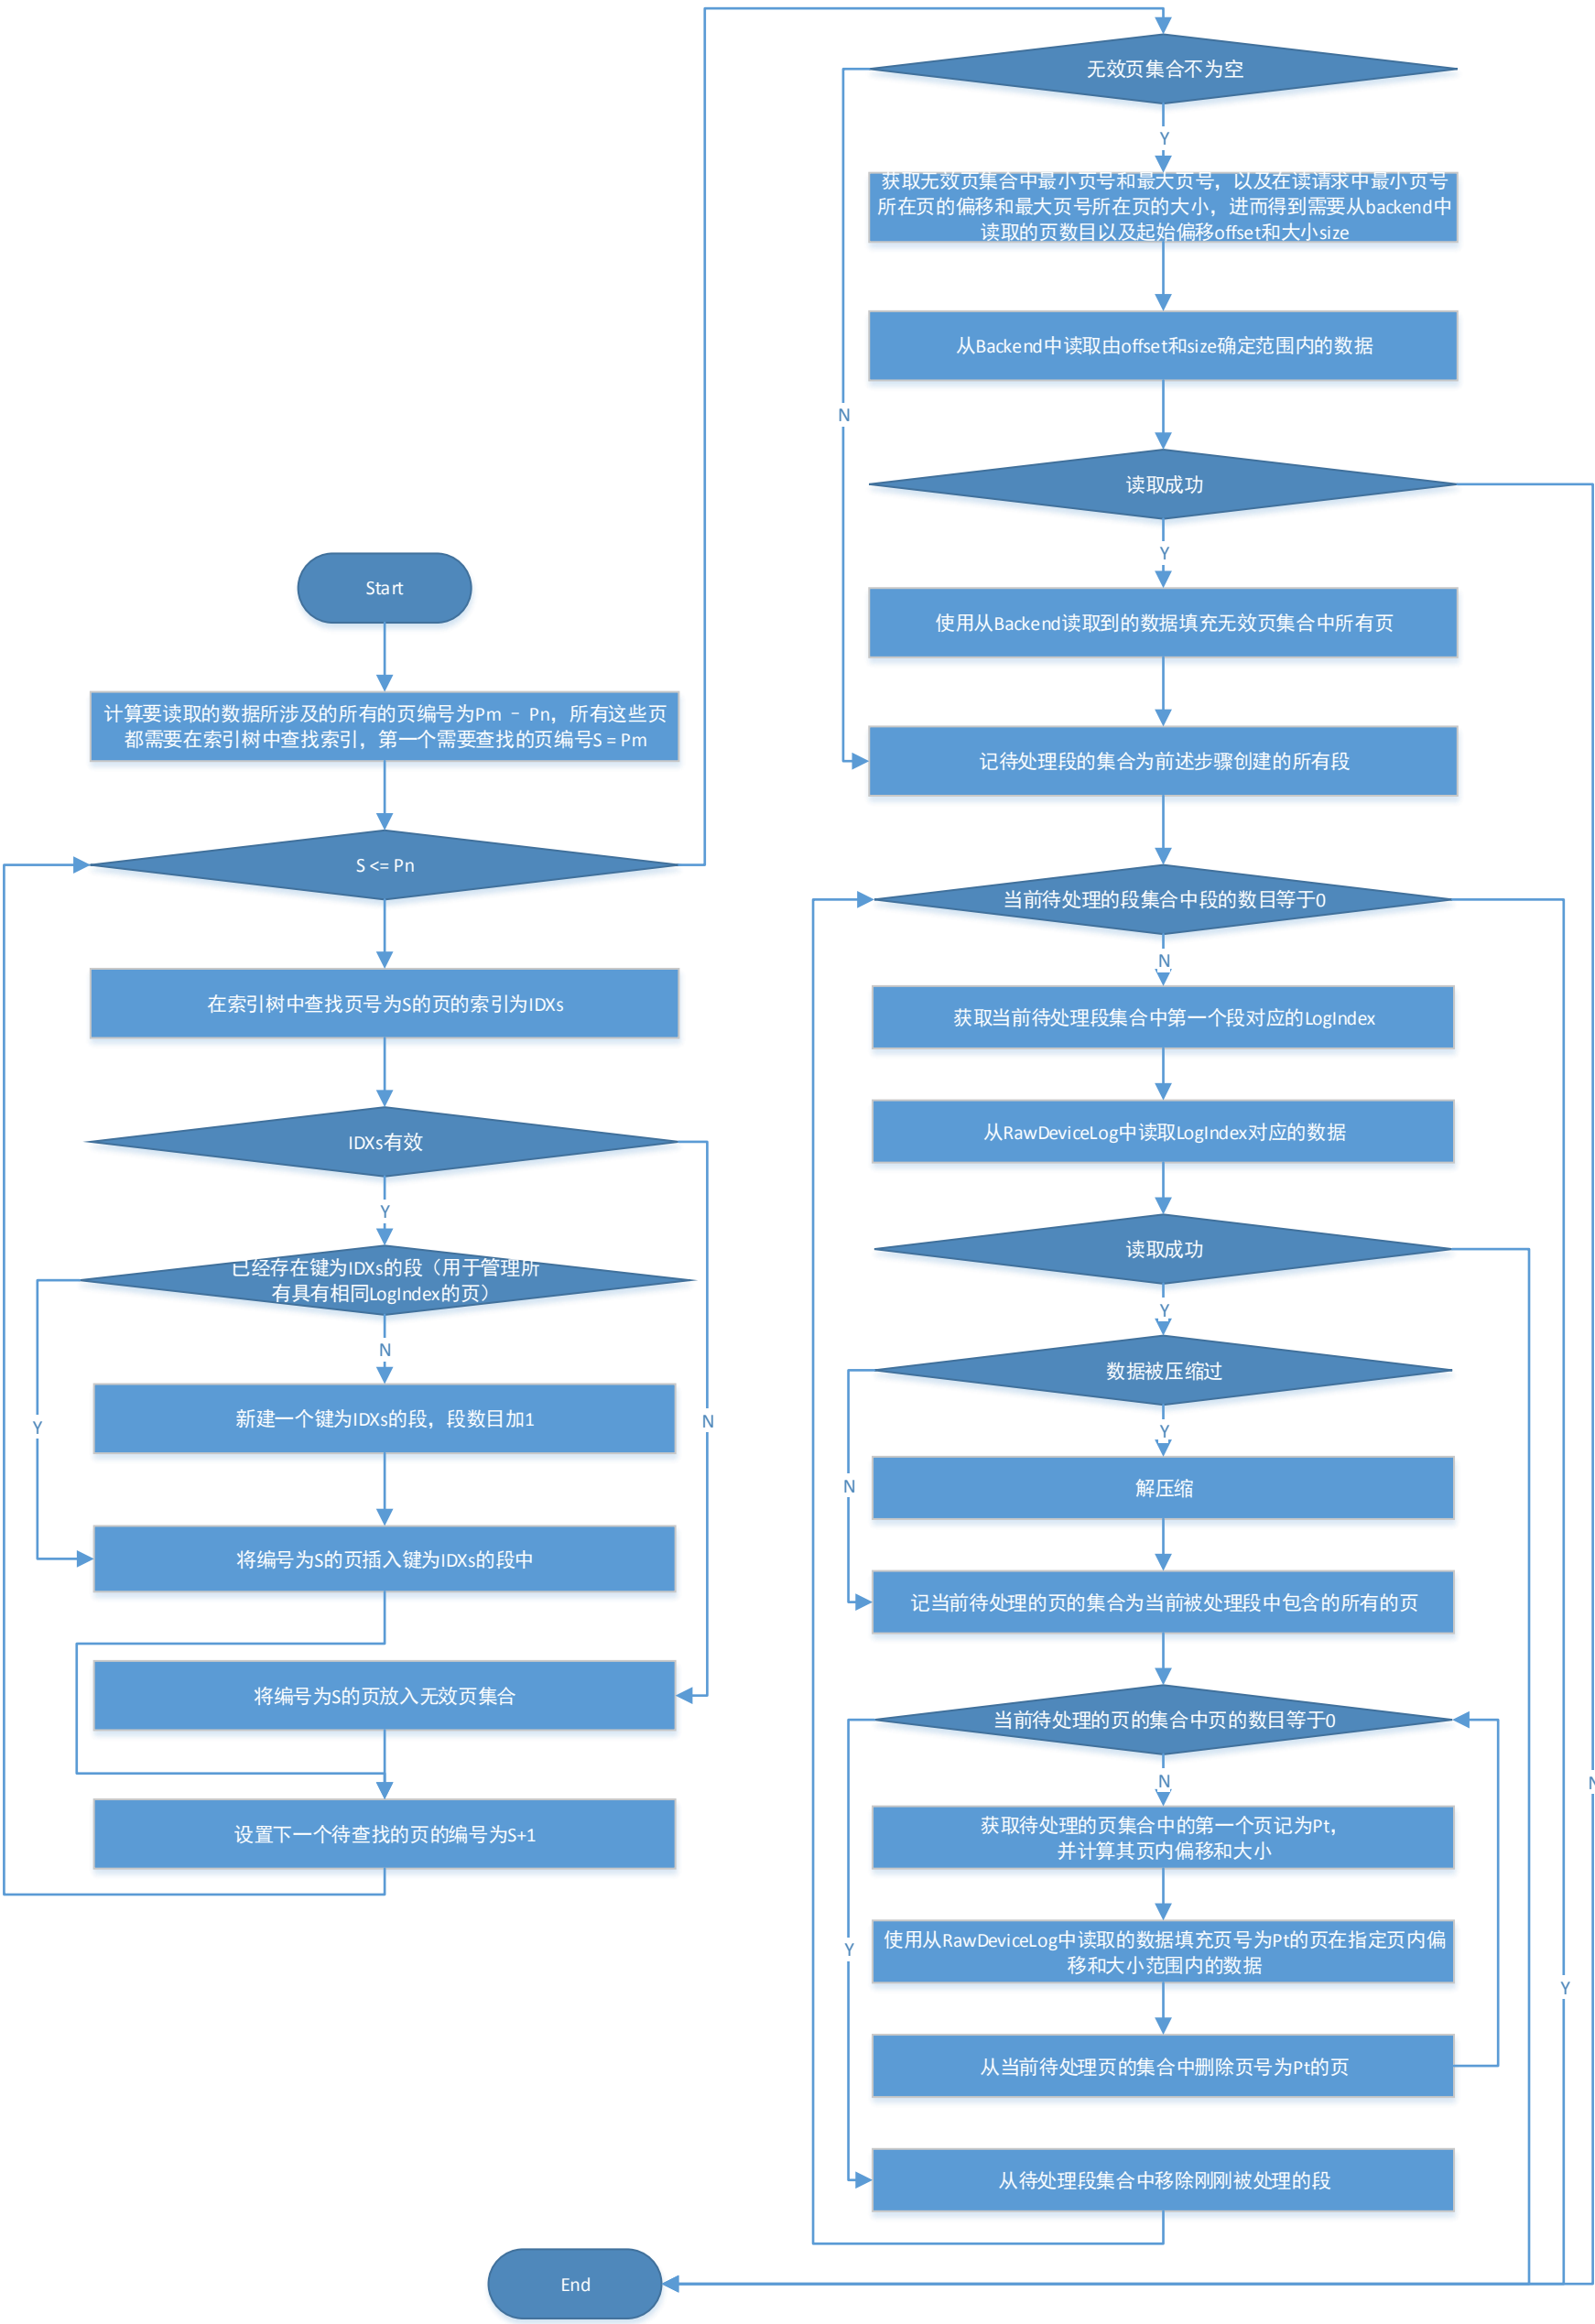 Start
计算要读取的数据所涉及的所有的页编号为Pm – Pn，所有这些页
都需要在索引树中查找索引，第一个需要查找的页编号S = Pm
S <= Pn
在索引树中查找页号为S的页的索引为IDXs
IDXs有效
Y
已经存在键为IDXs的段（用于管理所
有具有相同LogIndex的页）
N
Y
N
新建一个键为IDXs的段，段数目加1
将编号为S的页插入键为IDXs的段中
将编号为S的页放入无效页集合
设置下一个待查找的页的编号为S+1
无效页集合不为空
Y
N
获取无效页集合中最小页号和最大页号，以及在读请求中最小页号
所在页的偏移和最大页号所在页的大小，进而得到需要从backend中
读取的页数目以及起始偏移offset和大小size
从Backend中读取由offset和size确定范围内的数据
读取成功
Y
N
使用从Backend读取到的数据填充无效页集合中所有页
记待处理段的集合为前述步骤创建的所有段
当前待处理的段集合中段的数目等于0
N
Y
获取当前待处理段集合中第一个段对应的LogIndex
从RawDeviceLog中读取LogIndex对应的数据
读取成功
Y
数据被压缩过
Y
N
解压缩
记当前待处理的页的集合为当前被处理段中包含的所有的页
当前待处理的页的集合中页的数目等于0
N
Y
获取待处理的页集合中的第一个页记为Pt，
并计算其页内偏移和大小
使用从RawDeviceLog中读取的数据填充页号为Pt的页在指定页内偏
移和大小范围内的数据
从当前待处理页的集合中删除页号为Pt的页
从待处理段集合中移除刚刚被处理的段
End